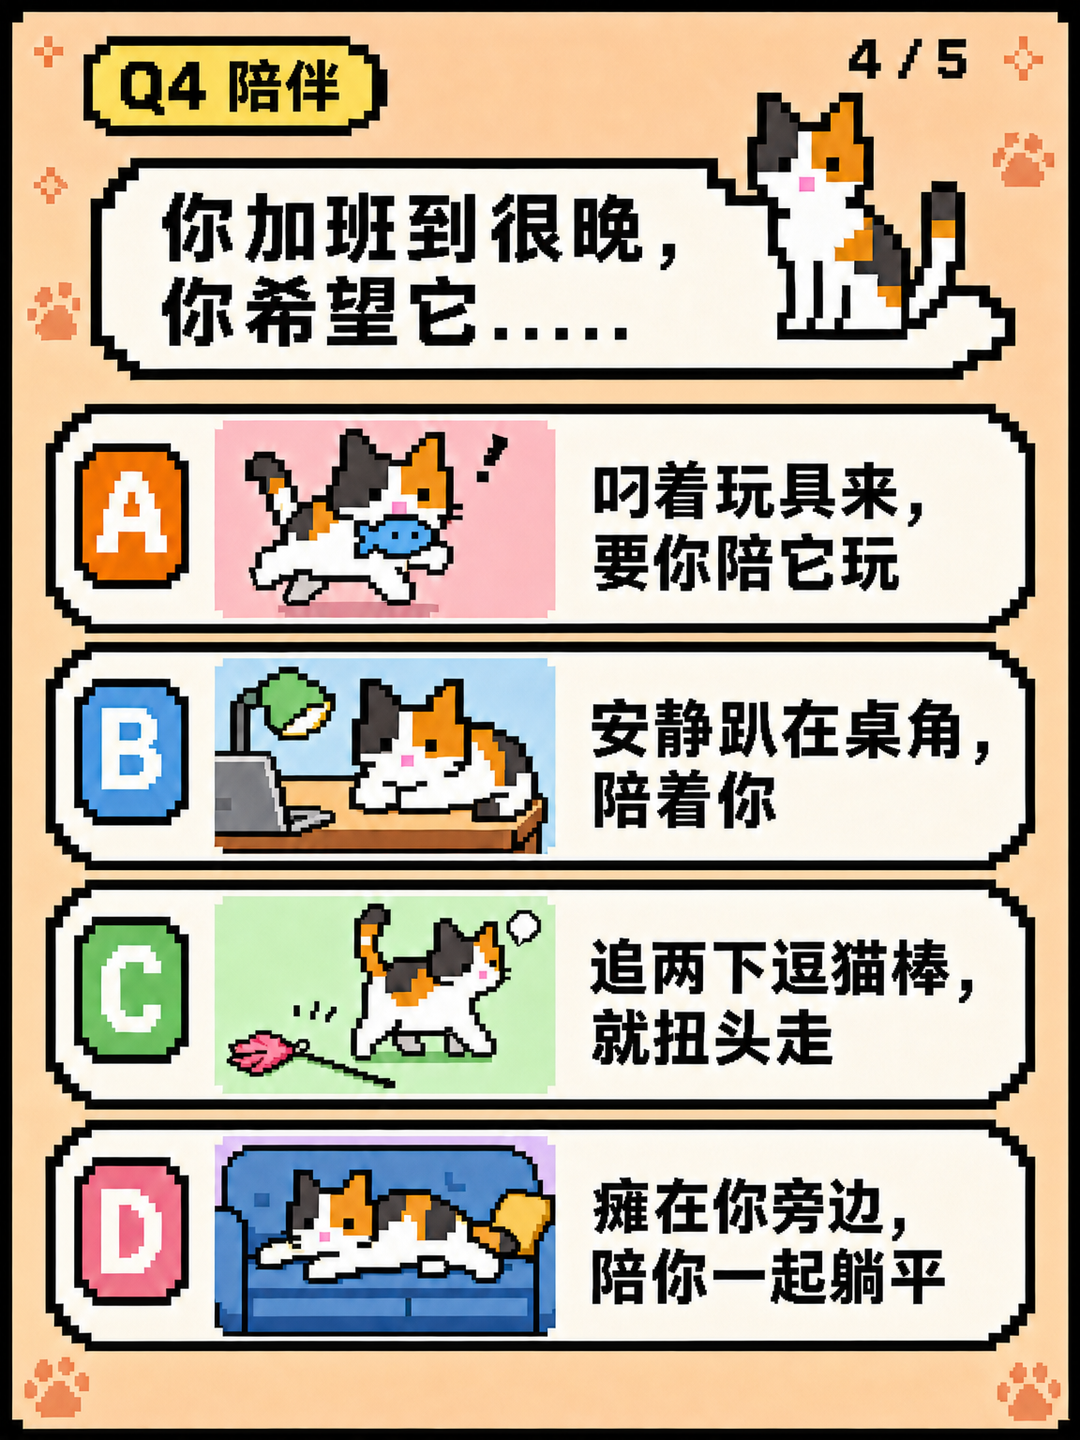 Q4 陪伴
4/5
你加班到很晚，
你希望它.....
A
叼着玩具来，
要你陪它玩
B
安静趴在桌角，
陪着你
C
追两下逗猫棒，
就扭头走
D
瘫在你旁边，
陪你一起躺平